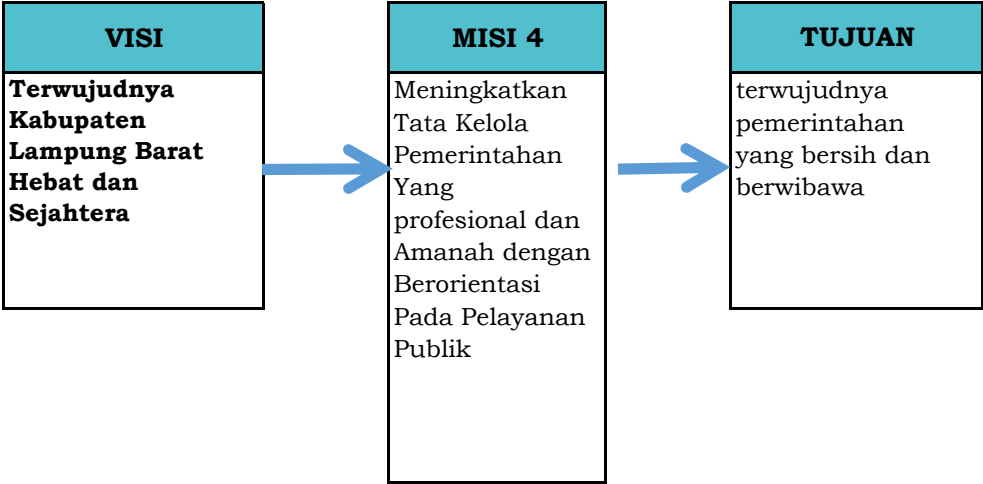 VISI
Terwujudnya
Kabupaten
Lampung Barat
Hebat dan
Sejahtera
MISI 4
Meningkatkan
Tata Kelola
Pemerintahan
Yang
profesional dan
Amanah dengan
Berorientasi
Pada Pelayanan
Publik
TUJUAN
terwujudnya
pemerintahan
yang bersih dan
berwibawa